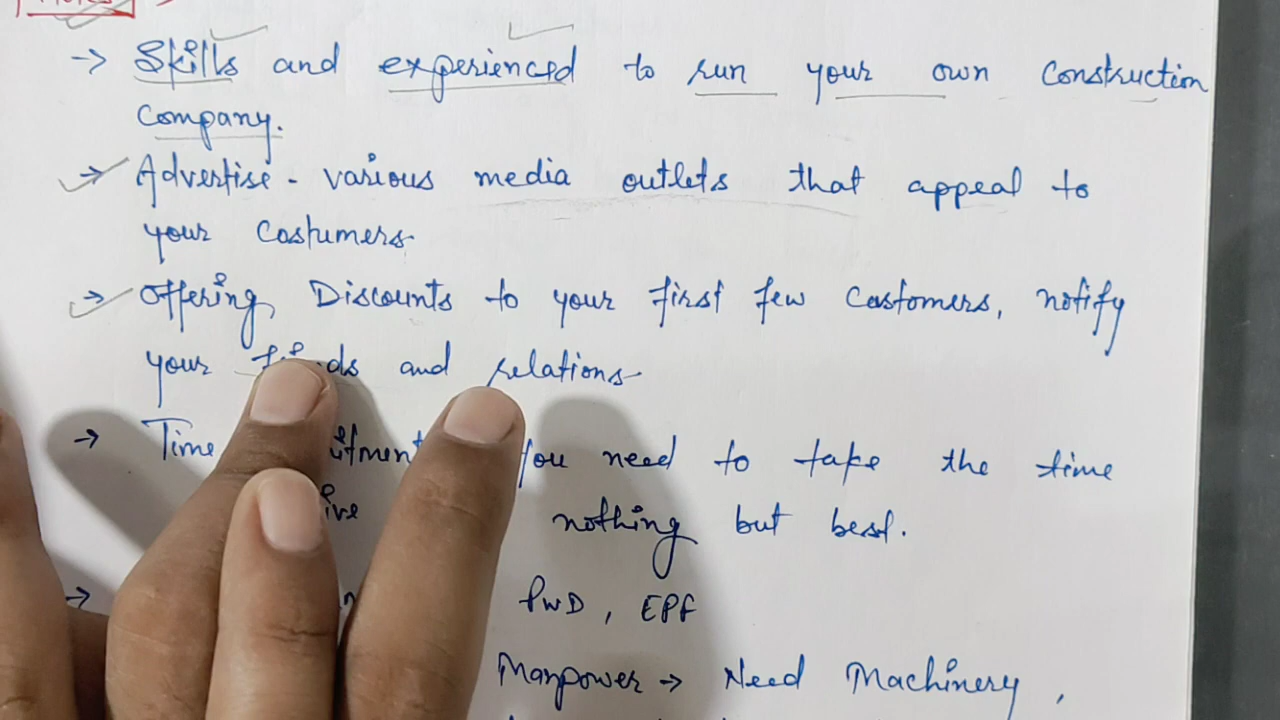 → Skills and experienced to run your own Construction
Company.
→ Advertise - various media outlets that appeal to
your Costumers
→ Offering Discounts to your first few Costomers, notify
your and relations
→ Time you need to take the time
nothing but best.
→ PWD, EPF
Manpower → Need Machinery,